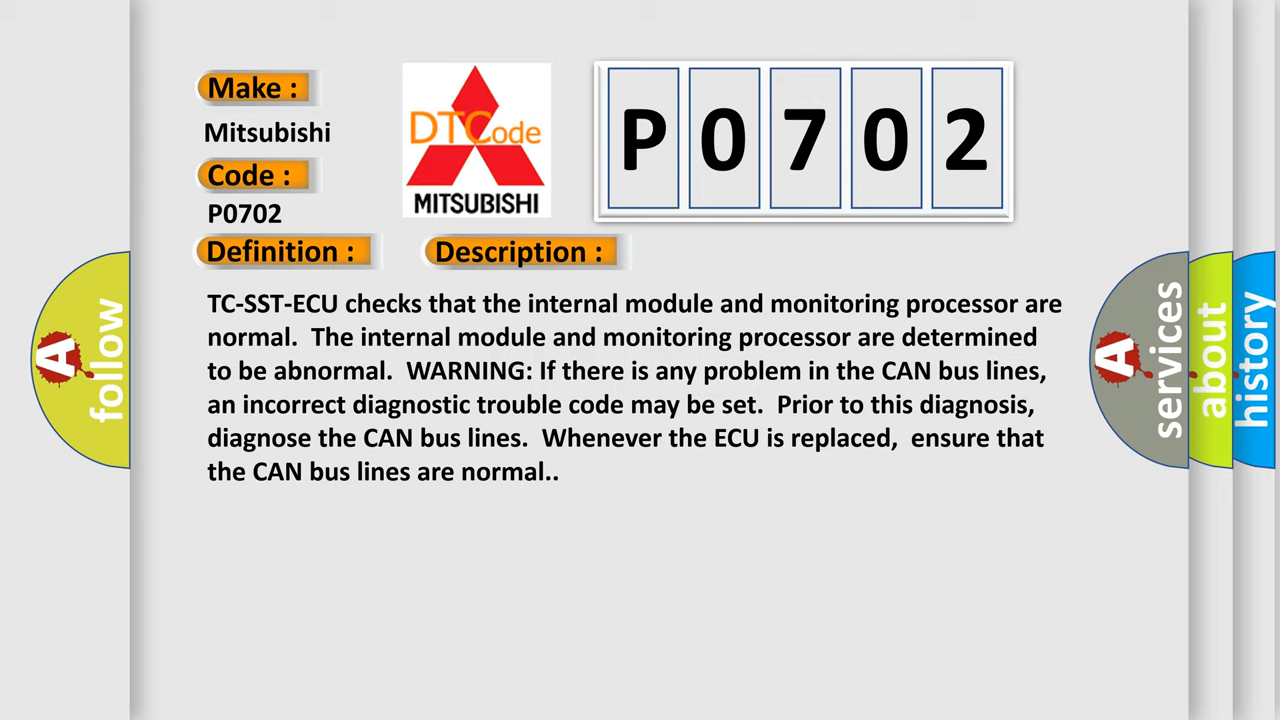 Make :
Mitsubishi
Code :
P0702
Definition :
Description :
DTCode
MITSUBISHI
P0702
TC-SST-ECU checks that the internal module and monitoring processor are
normal  The internal module and monitoring processor are determined
to be abnormal  WARNING: If there is any problem in the CAN bus lines,
an incorrect diagnostic trouble code may be set  Prior to this diagnosis,
diagnose the CAN bus lines  Whenever the ECU is replaced,  ensure that
the CAN bus lines are normal..
A
follow
A
services
about
history